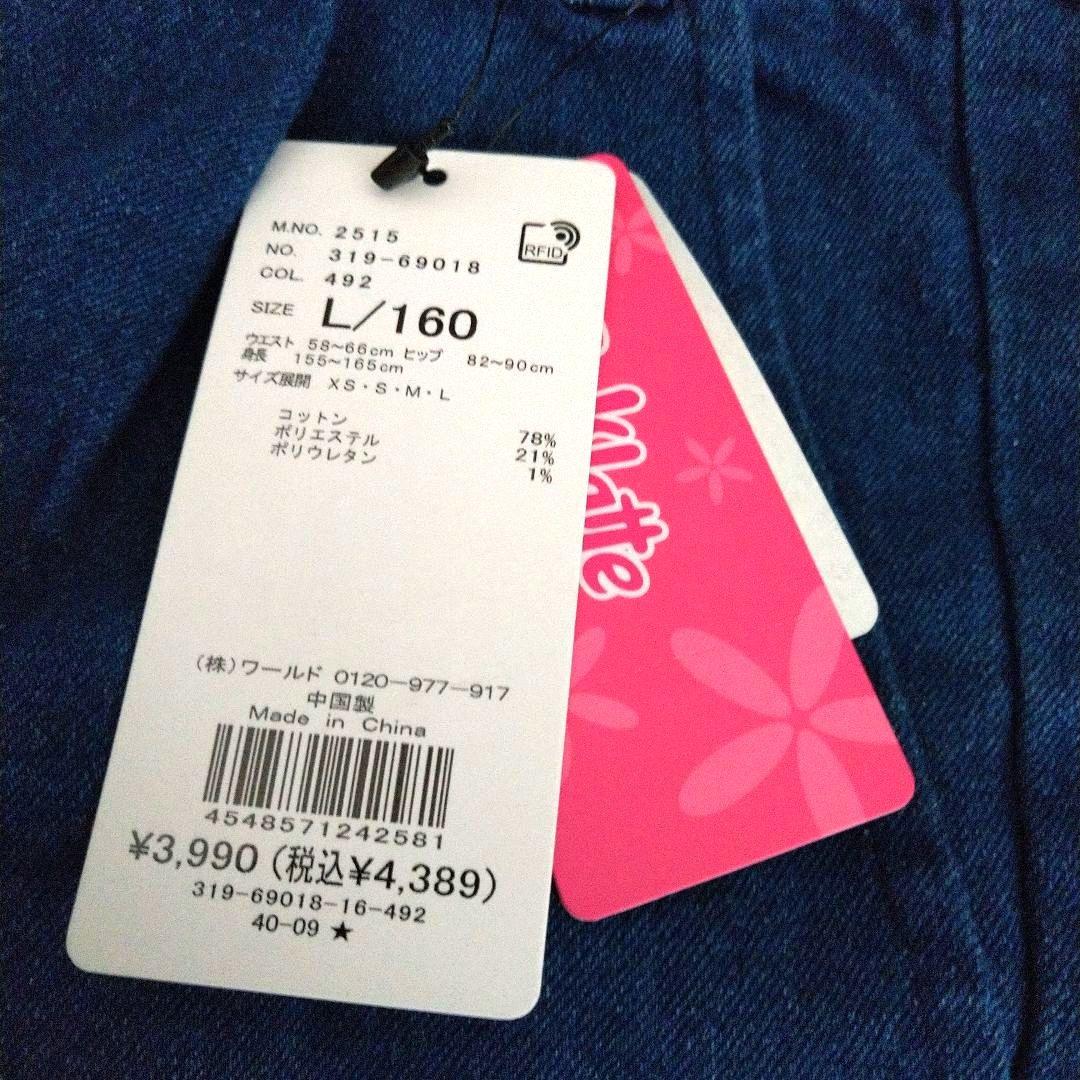 M.NO. 2515
NO. 319-69018
COL. 492
RFID
SIZE L/160
ウエスト 58~66cm ヒップ 82~90cm
身長 155~165cm
サイズ展開 XS・S・M・L
コットン 78%
ポリエステル 21%
ポリウレタン 1%
(株)ワールド 0120-977-917
中国製
Made in China
4548571242581
¥3,990 (税込¥4,389)
319-69018-16-492
40-09 ★